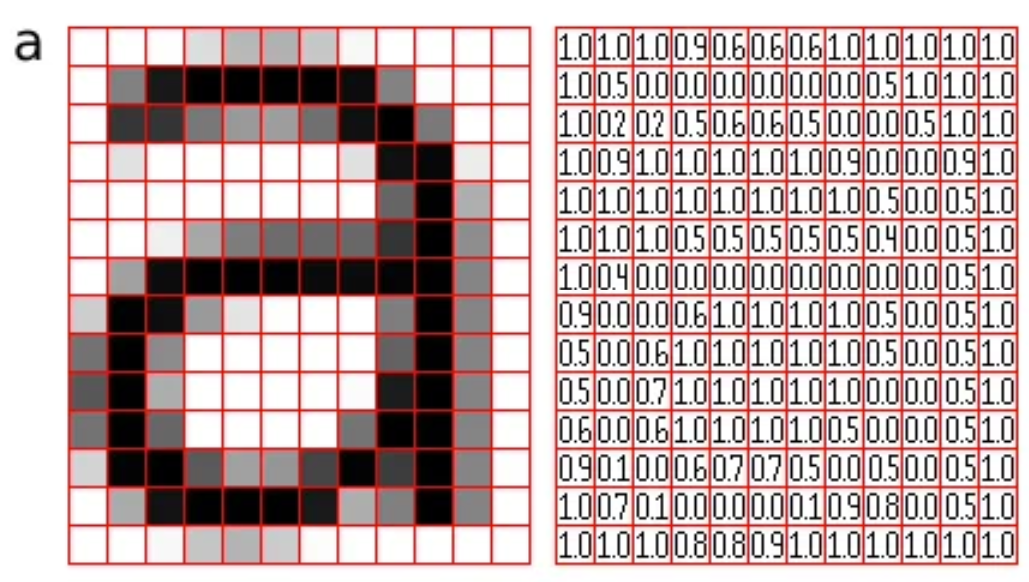 a
1.0 1.0 1.0 0.9 0.6 0.6 0.6 1.0 1.0 1.0 1.0 1.0
1.0 0.5 0.0 0.0 0.0 0.0 0.0 0.0 0.5 1.0 1.0 1.0
1.0 0.2 0.2 0.5 0.6 0.6 0.5 0.0 0.0 0.5 1.0 1.0
1.0 0.9 1.0 1.0 1.0 1.0 1.0 0.9 0.0 0.0 0.9 1.0
1.0 1.0 1.0 1.0 1.0 1.0 1.0 1.0 0.5 0.0 0.5 1.0
1.0 1.0 1.0 0.5 0.5 0.5 0.5 0.5 0.4 0.0 0.5 1.0
1.0 0.4 0.0 0.0 0.0 0.0 0.0 0.0 0.0 0.0 0.5 1.0
0.9 0.0 0.0 0.6 1.0 1.0 1.0 1.0 0.5 0.0 0.5 1.0
0.5 0.0 0.6 1.0 1.0 1.0 1.0 1.0 0.5 0.0 0.5 1.0
0.5 0.0 0.7 1.0 1.0 1.0 1.0 1.0 0.0 0.0 0.5 1.0
0.6 0.0 0.6 1.0 1.0 1.0 1.0 0.5 0.0 0.0 0.5 1.0
0.9 0.1 0.0 0.6 0.7 0.7 0.5 0.0 0.5 0.0 0.5 1.0
1.0 0.7 0.1 0.0 0.0 0.0 0.1 0.9 0.8 0.0 0.5 1.0
1.0 1.0 1.0 0.8 0.8 0.9 1.0 1.0 1.0 1.0 1.0 1.0